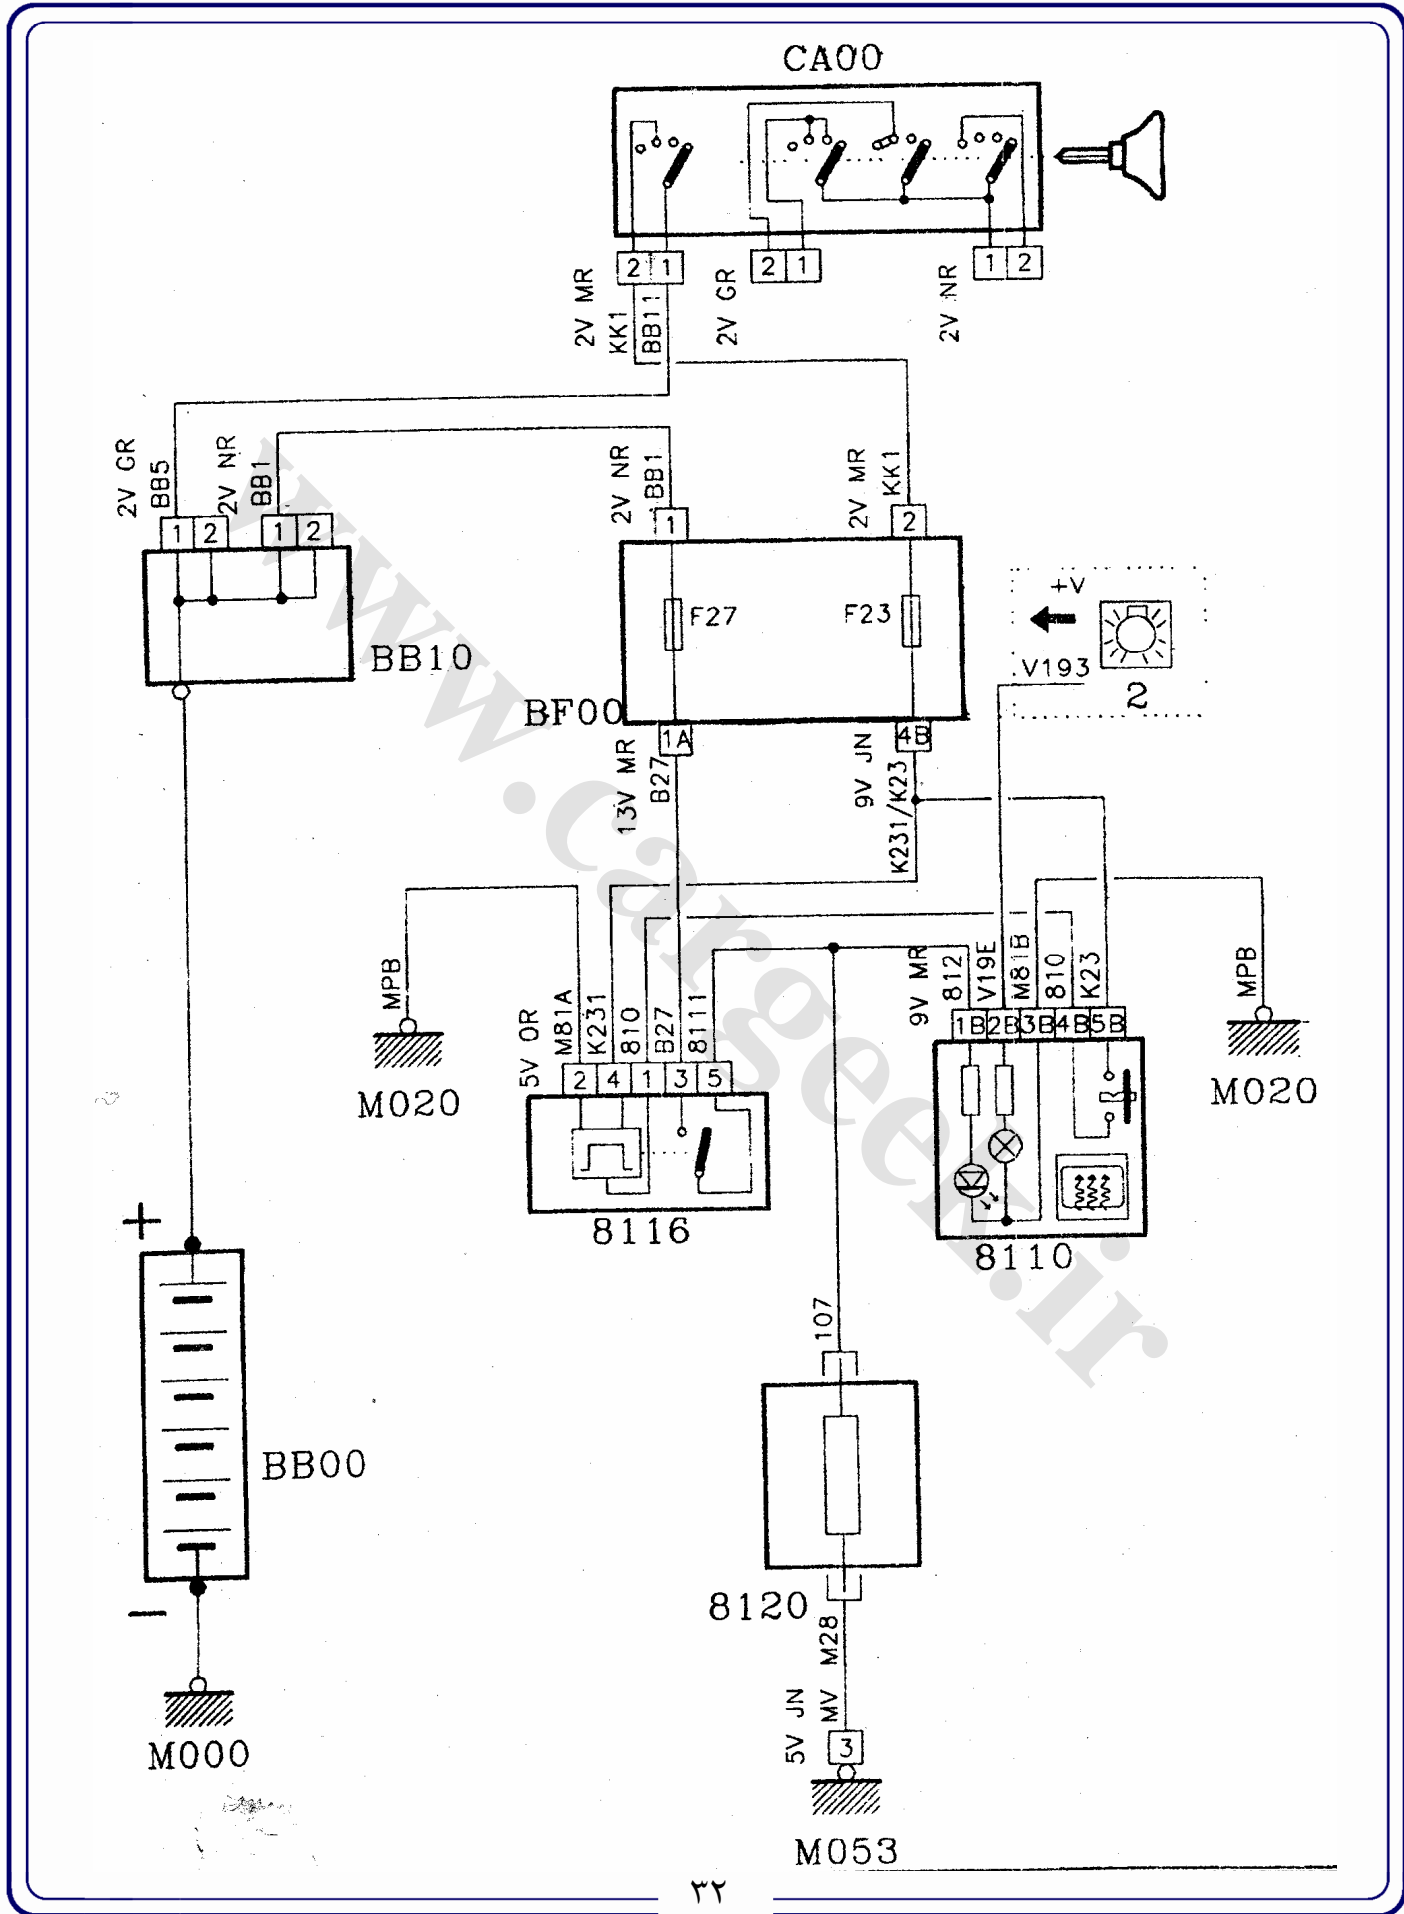 CA00
2 1
2 1
1 2
2V MR
KK1
BB11
2V GR
2V NR
2V GR
BB5
2V NR
BB1
2V NR
BB1
2V MR
KK1
1 2
1 2
1
2
BB10
F27
F23
BF00
+V
V193
2
1A
4B
13V MR
B27
9V JN
K231/K23
MPB
M020
5V OR
M81A
K231
810
B27
8111
2 4 1 3 5
8116
9V MR
812
V19E
M81B
810
K23
1B 2B 3B 4B 5B
8110
MPB
M020
+
BB00
−
M000
107
8120
M28
MV
5V JN
3
M053
www.cargeek.ir
۳۲